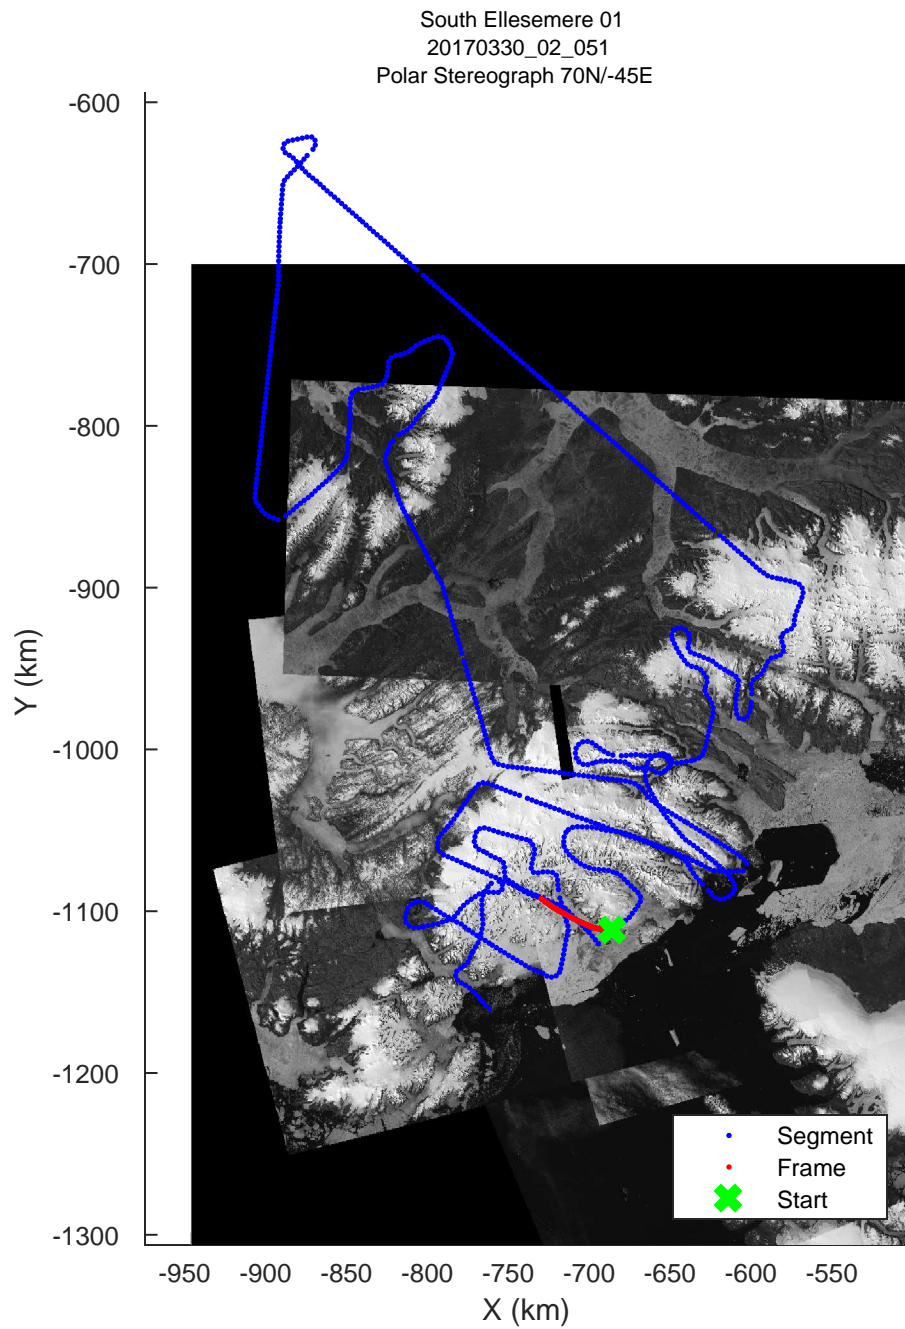 South Ellesemere 01
20170330_02_051
Polar Stereograph 70N/-45E
-600
-700
-800
-900
-1000
-1100
-1200
-1300
Y (km)
Segment
Frame
Start
-950 -900 -850 -800 -750 -700 -650 -600 -550
X (km)